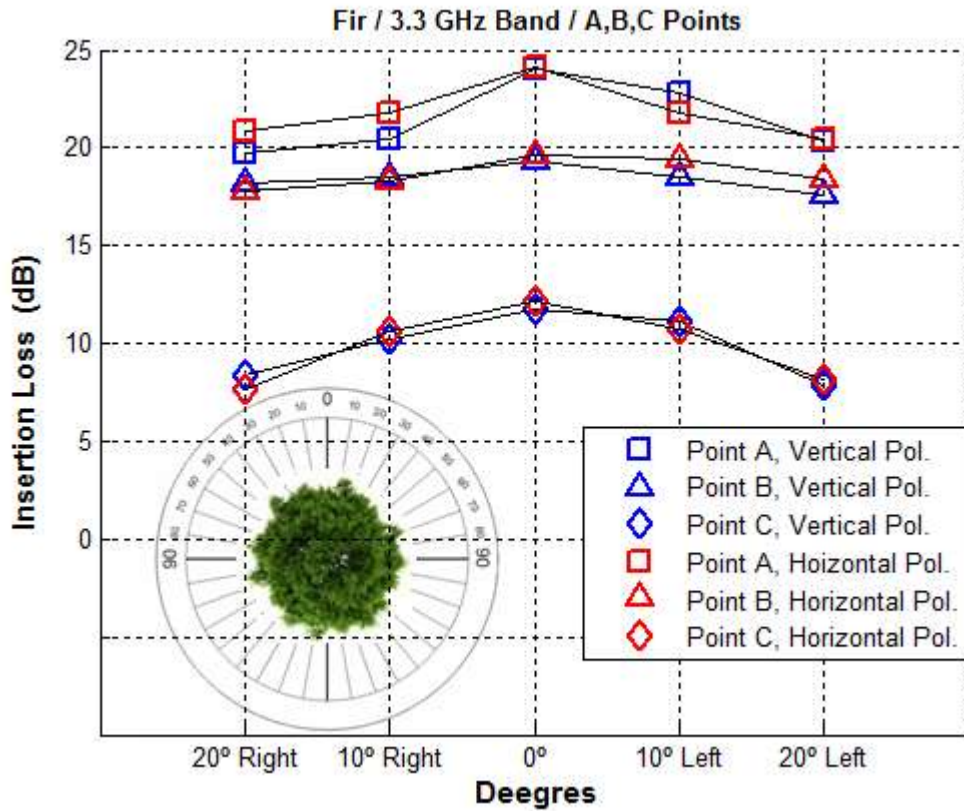 Fir / 3.3 GHz Band / A,B,C Points
Insertion Loss (dB)
25
20
15
10
5
0
20º Right
10º Right
0º
10º Left
20º Left
Deegres
Point A, Vertical Pol.
Point B, Vertical Pol.
Point C, Vertical Pol.
Point A, Hoizontal Pol.
Point B, Horizontal Pol.
Point C, Horizontal Pol.
0
90
90